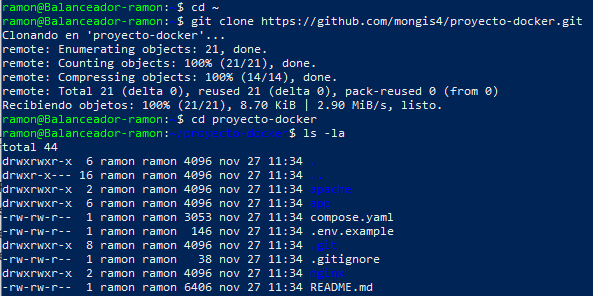 ramon@Balanceador-ramon:~$ cd ~
ramon@Balanceador-ramon:~$ git clone https://github.com/mongis4/proyecto-docker.git
Clonando en 'proyecto-docker'...
remote: Enumerating objects: 21, done.
remote: Counting objects: 100% (21/21), done.
remote: Compressing objects: 100% (14/14), done.
remote: Total 21 (delta 0), reused 21 (delta 0), pack-reused 0 (from 0)
Recibiendo objetos: 100% (21/21), 8.70 KiB | 2.90 MiB/s, listo.
ramon@Balanceador-ramon:~$ cd proyecto-docker
ramon@Balanceador-ramon:~/proyecto-docker$ ls -la
total 44
drwxrwxr-x  6 ramon ramon 4096 nov 27 11:34 .
drwxr-x--- 16 ramon ramon 4096 nov 27 11:34 ..
drwxrwxr-x  2 ramon ramon 4096 nov 27 11:34 apache
drwxrwxr-x  6 ramon ramon 4096 nov 27 11:34 app
-rw-rw-r--  1 ramon ramon 3053 nov 27 11:34 compose.yaml
-rw-rw-r--  1 ramon ramon  146 nov 27 11:34 .env.example
drwxrwxr-x  8 ramon ramon 4096 nov 27 11:34 .git
-rw-rw-r--  1 ramon ramon   38 nov 27 11:34 .gitignore
drwxrwxr-x  2 ramon ramon 4096 nov 27 11:34 nginx
-rw-rw-r--  1 ramon ramon 6406 nov 27 11:34 README.md